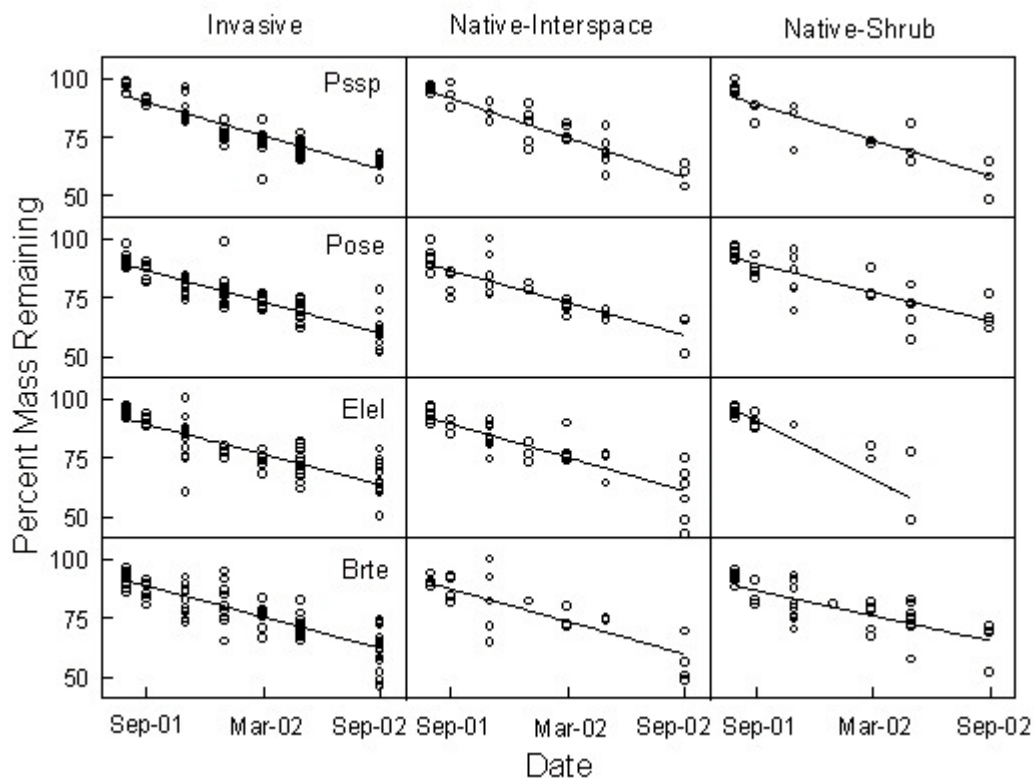 Invasive Native-Interspace Native-Shrub
Percent Mass Remaining
100 Pssp
75
50
100 Pose
75
50
100 Elel
75
50
100 Brte
75
50
Sep-01 Mar-02 Sep-02 Sep-01 Mar-02 Sep-02 Sep-01 Mar-02 Sep-02
Date